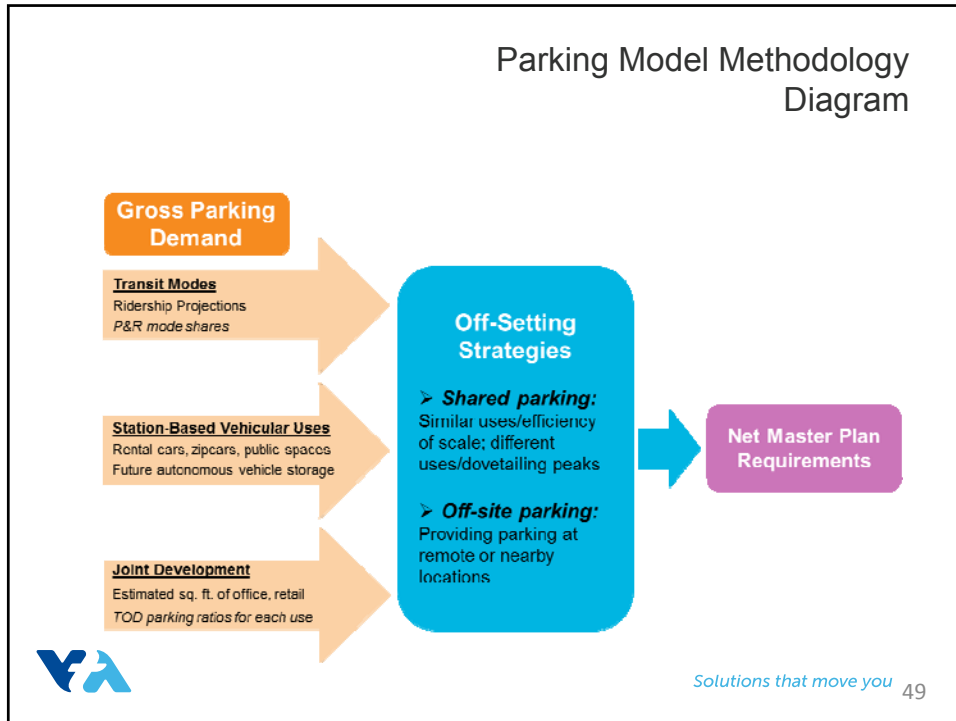 Parking Model Methodology
Diagram
Gross Parking
Demand
Transit Modes
Ridership Projections
P&R mode shares
Station-Based Vehicular Uses
Rental cars, zipcars, public spaces
Future autonomous vehicle storage
Joint Development
Estimated sq. ft. of office, retail
TOD parking ratios for each use
Off-Setting
Strategies
➢ Shared parking:
Similar uses/efficiency
of scale; different
uses/dovetailing peaks
➢ Off-site parking:
Providing parking at
remote or nearby
locations
Net Master Plan
Requirements
VTA
Solutions that move you
49